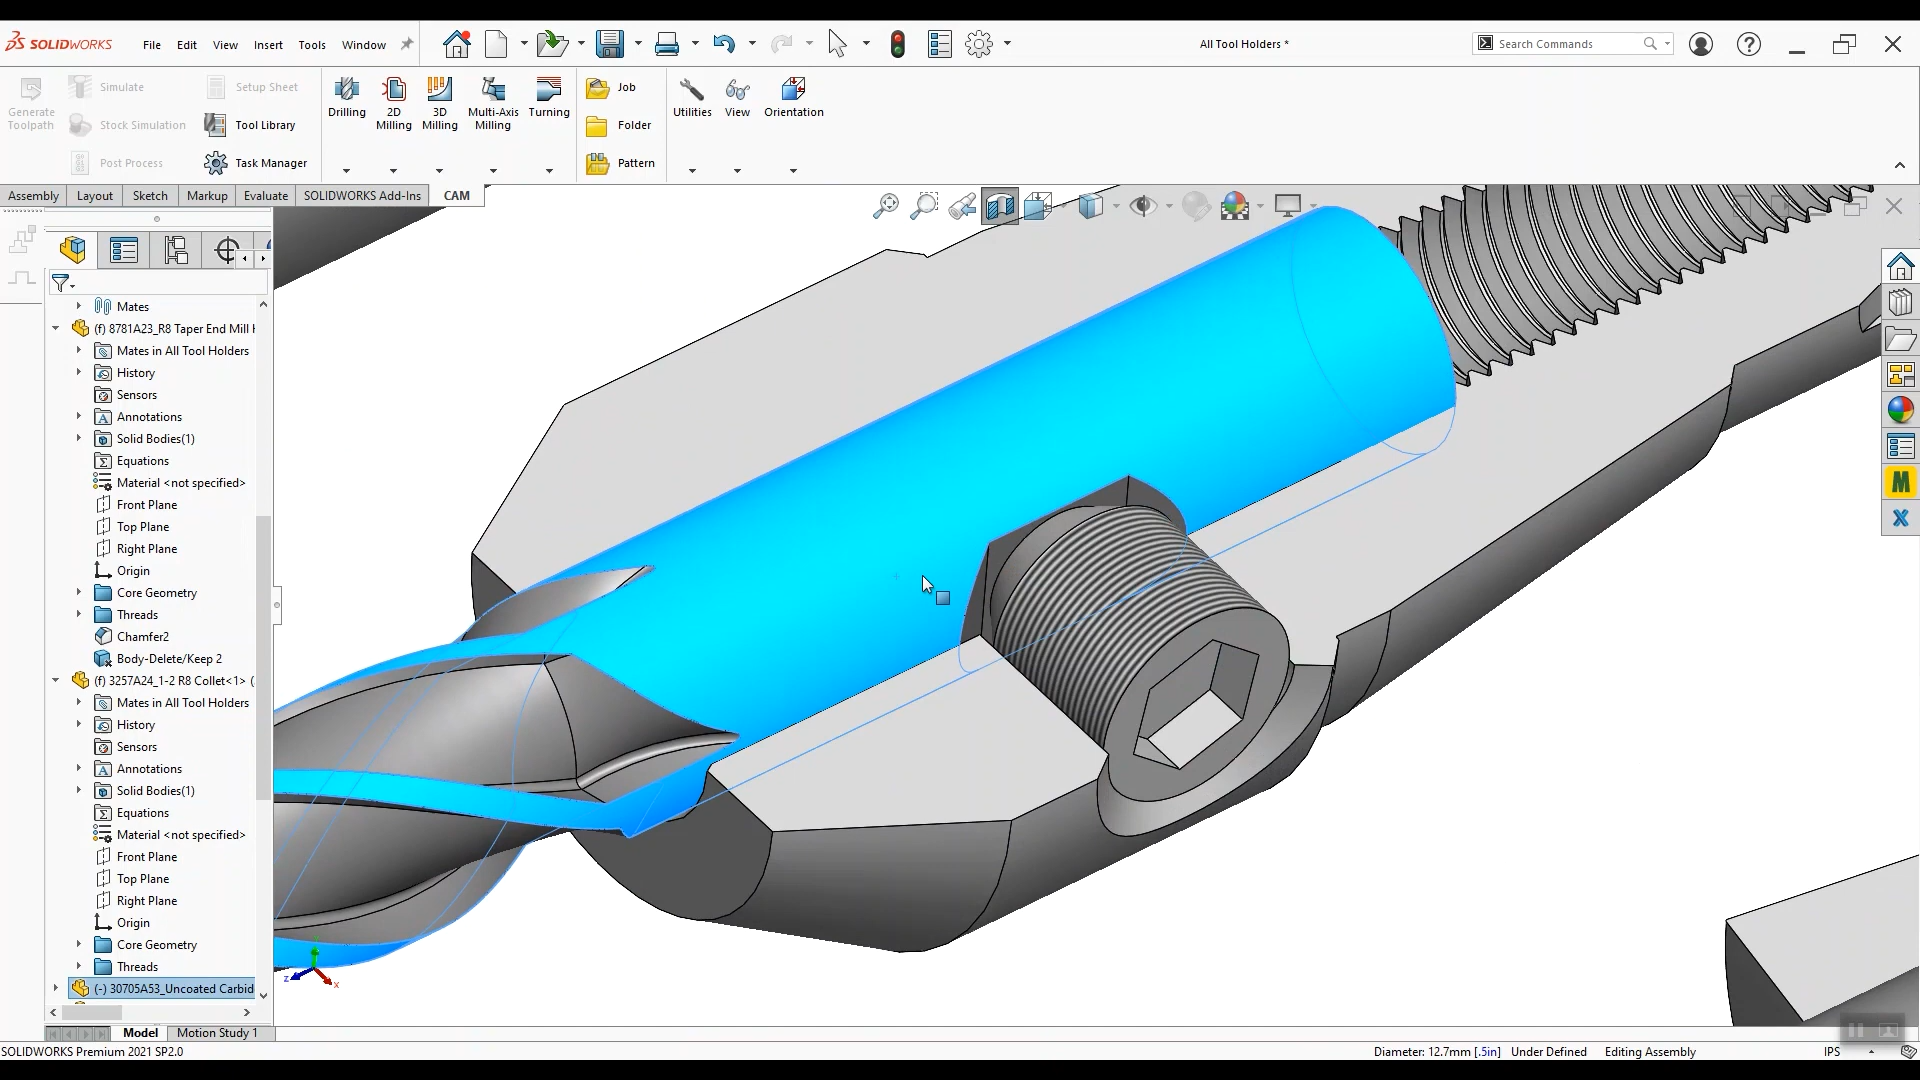 SOLIDWORKS File Edit View Insert Tools Window All Tool Holders * Search Commands
Generate Toolpath
Simulate
Stock Simulation
Post Process
Setup Sheet
Tool Library
Task Manager
Drilling
2D Milling
3D Milling
Multi-Axis Milling
Turning
Job
Folder
Pattern
Utilities
View
Orientation
Assembly Layout Sketch Markup Evaluate SOLIDWORKS Add-Ins CAM
Mates
(f) 8781A23_R8 Taper End Mill
Mates in All Tool Holders
History
Sensors
Annotations
Solid Bodies(1)
Equations
Material <not specified>
Front Plane
Top Plane
Right Plane
Origin
Core Geometry
Threads
Chamfer2
Body-Delete/Keep 2
(f) 3257A24_1-2 R8 Collet<1> (
Mates in All Tool Holders
History
Sensors
Annotations
Solid Bodies(1)
Equations
Material <not specified>
Front Plane
Top Plane
Right Plane
Origin
Core Geometry
Threads
(-) 30705A53_Uncoated Carbid
z x
M
X
Model Motion Study 1
SOLIDWORKS Premium 2021 SP2.0 Diameter: 12.7mm [.5in] Under Defined Editing Assembly IPS